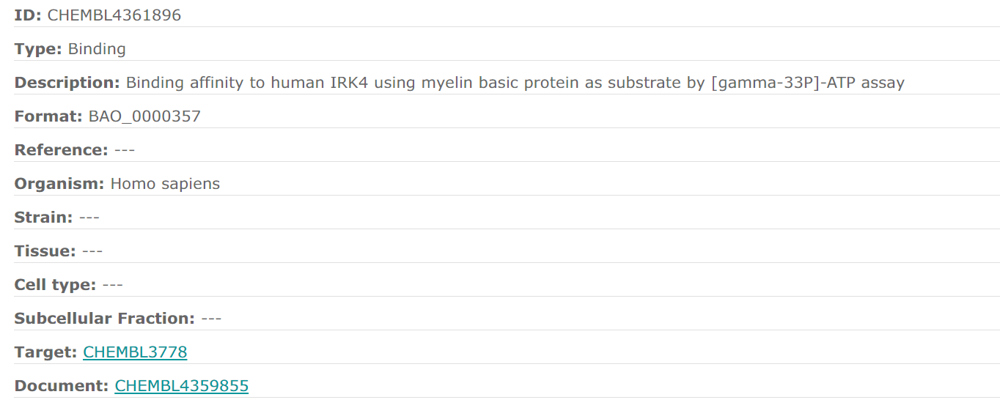 ID: CHEMBL4361896
Type: Binding
Description: Binding affinity to human IRK4 using myelin basic protein as substrate by [gamma-33P]-ATP assay
Format: BAO_0000357
Reference: ---
Organism: Homo sapiens
Strain: ---
Tissue: ---
Cell type: ---
Subcellular Fraction: ---
Target: CHEMBL3778
Document: CHEMBL4359855